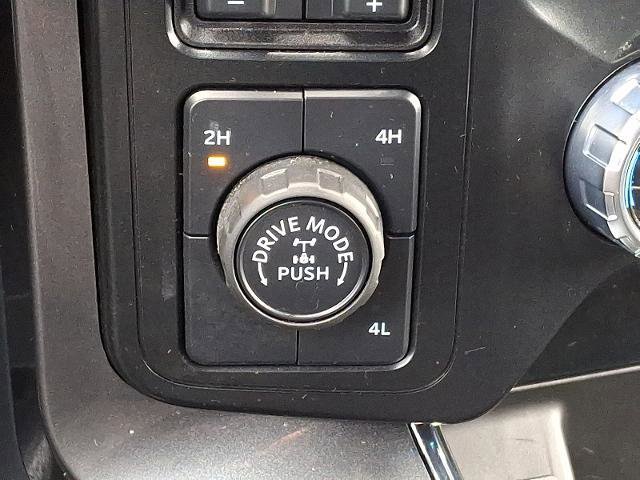 − +
2H 4H
DRIVE MODE
PUSH
4L